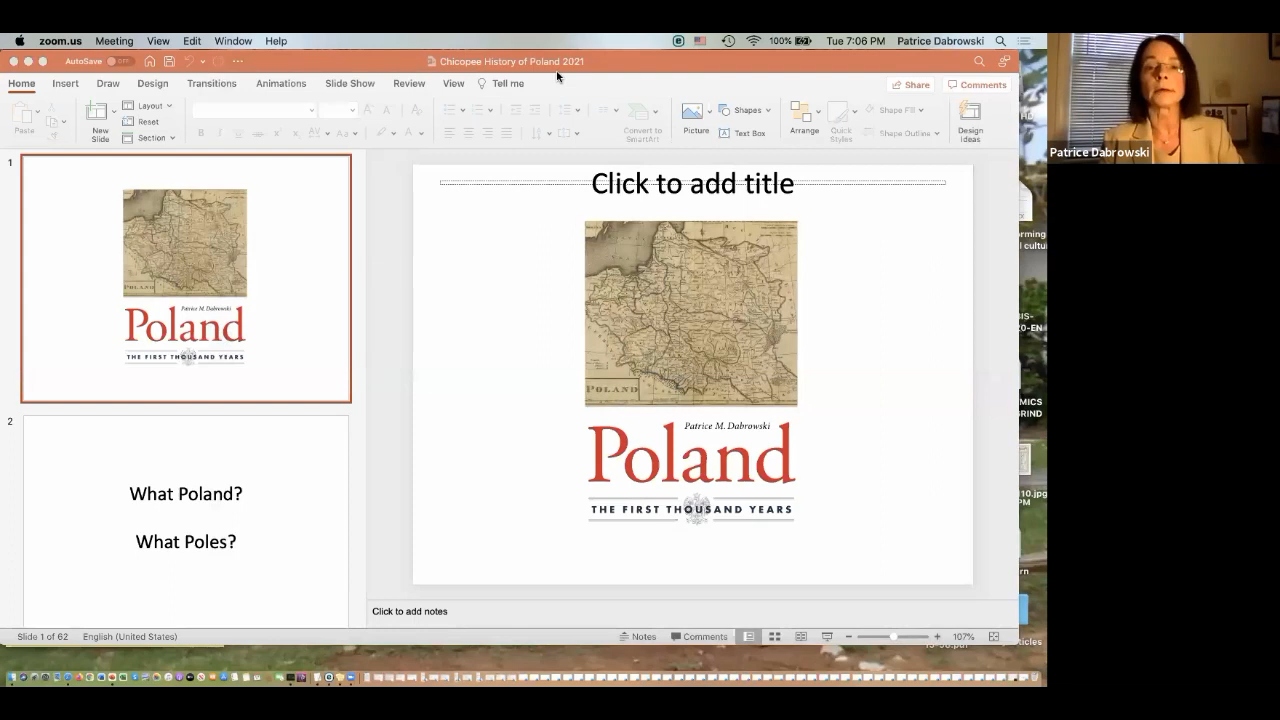 zoom.us Meeting View Edit Window Help 100% Tue 7:06 PM Patrice Dabrowski
AutoSave OFF Chicopee History of Poland 2021
Home Insert Draw Design Transitions Animations Slide Show Review View Tell me Share Comments
Paste New Slide Layout Reset Section Convert to SmartArt Picture Shapes Text Box Arrange Quick Styles Shape Fill Shape Outline Design Ideas
Patrice Dabrowski
1
POLAND
Patrice M. Dabrowski
Poland
THE FIRST THOUSAND YEARS
2
What Poland?
What Poles?
Click to add title
POLAND
Patrice M. Dabrowski
Poland
THE FIRST THOUSAND YEARS
Click to add notes
Slide 1 of 62 English (United States) Notes Comments 107%